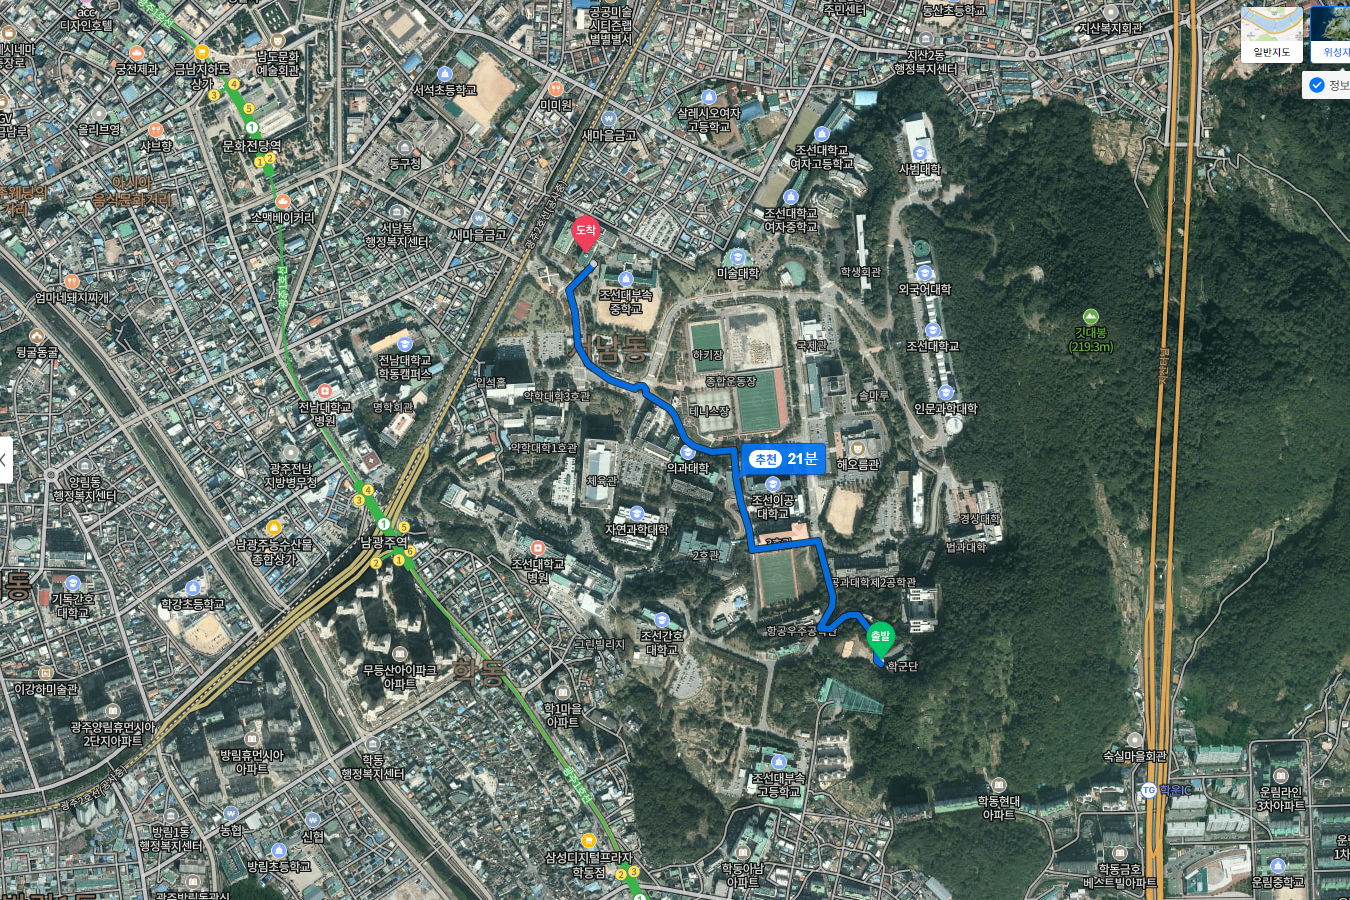 acc
디자인호텔
궁전제과
금남지하도
상가
남도문화
예술회관
공공미술
시티즌랩
별별별서
주민센터
동산초등학교
지산복지회관
지산2동
행정복지센터
일반지도
위성지
정보
서석초등학교
미미원
새마을금고
살레시오여자
고등학교
조선대학교
여자고등학교
사범대학
올리브영
샤브향
문화전당역
동구청
아시아
음식문화거리
소맥베이커리
서남동
행정복지센터
새마을금고
조선대학교
여자중학교
도착
미술대학
학생회관
외국어대학
조선대부속
중학교
엄마네돼지찌개
광주1호선
뒹굴동굴
전남대학교
학동캠퍼스
서남동
하키장
국제관
조선대학교
깃대봉
(219.3m)
입석홀
약학대학3호관
종합운동장
솔마루
전남대학교
병원
명학회관
테니스장
인문과학대학
약학대학1호관
추천 21분
광주전남
지방병무청
양림동
행정복지센터
체육관
의과대학
해오름관
조선이공
대학교
경상대학
자연과학대학
법과대학
남광주역
남광주농수산물
종합상가
2호관
조선대학교
병원
공과대학제2공학관
기독간호
대학교
학강초등학교
조선간호
대학교
출발
그린빌리지
학군단
무등산아이파크
아파트
학동
이강하미술관
학1마을
아파트
광주양림휴먼시아
2단지아파트
방림휴먼시아
아파트
학동
행정복지센터
조선대부속
고등학교
숙실마을회관
TG 학운IC
학동현대
아파트
운림라인
3차아파트
광주1호선
방림1동
행정복지센터
농협
신협
방림초등학교
삼성디지털프라자
학동점
학동아남
아파트
학동금호
베스트빌아파트
운림중학교